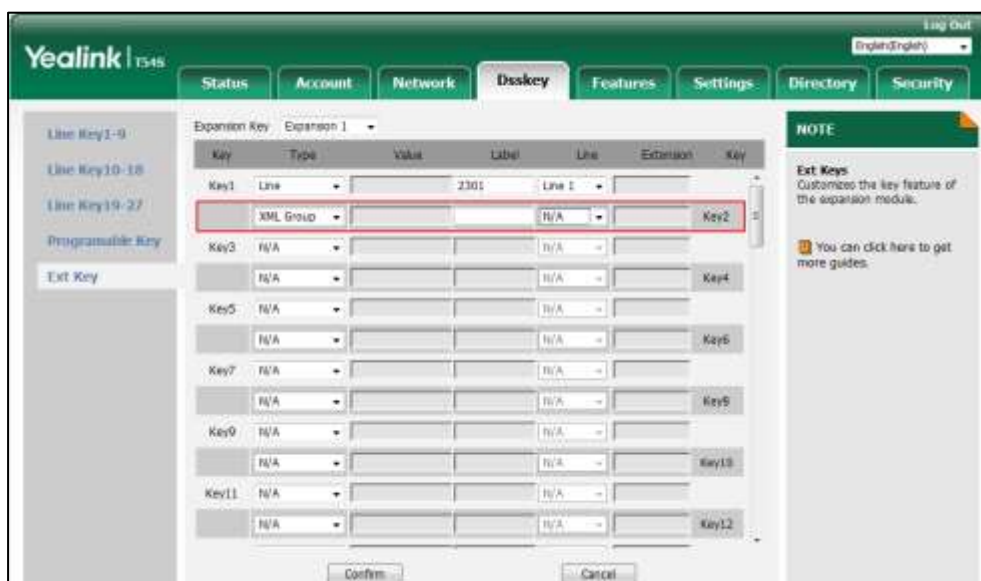 Log Out
English(English)
Yealink T54S
Status Account Network Dsskey Features Settings Directory Security
Line Key1-9
Line Key10-18
Line Key19-27
Programable Key
Ext Key
Expansion Key Expansion 1
Key Type Value Label Line Extension Key
Key1 Line 2301 Line 1
XML Group N/A Key2
Key3 N/A N/A
N/A N/A Key4
Key5 N/A N/A
N/A N/A Key6
Key7 N/A N/A
N/A N/A Key8
Key9 N/A N/A
N/A N/A Key10
Key11 N/A N/A
N/A N/A Key12
Confirm Cancel
NOTE
Ext Keys
Customizes the key feature of
the expansion module.
You can click here to get
more guides.